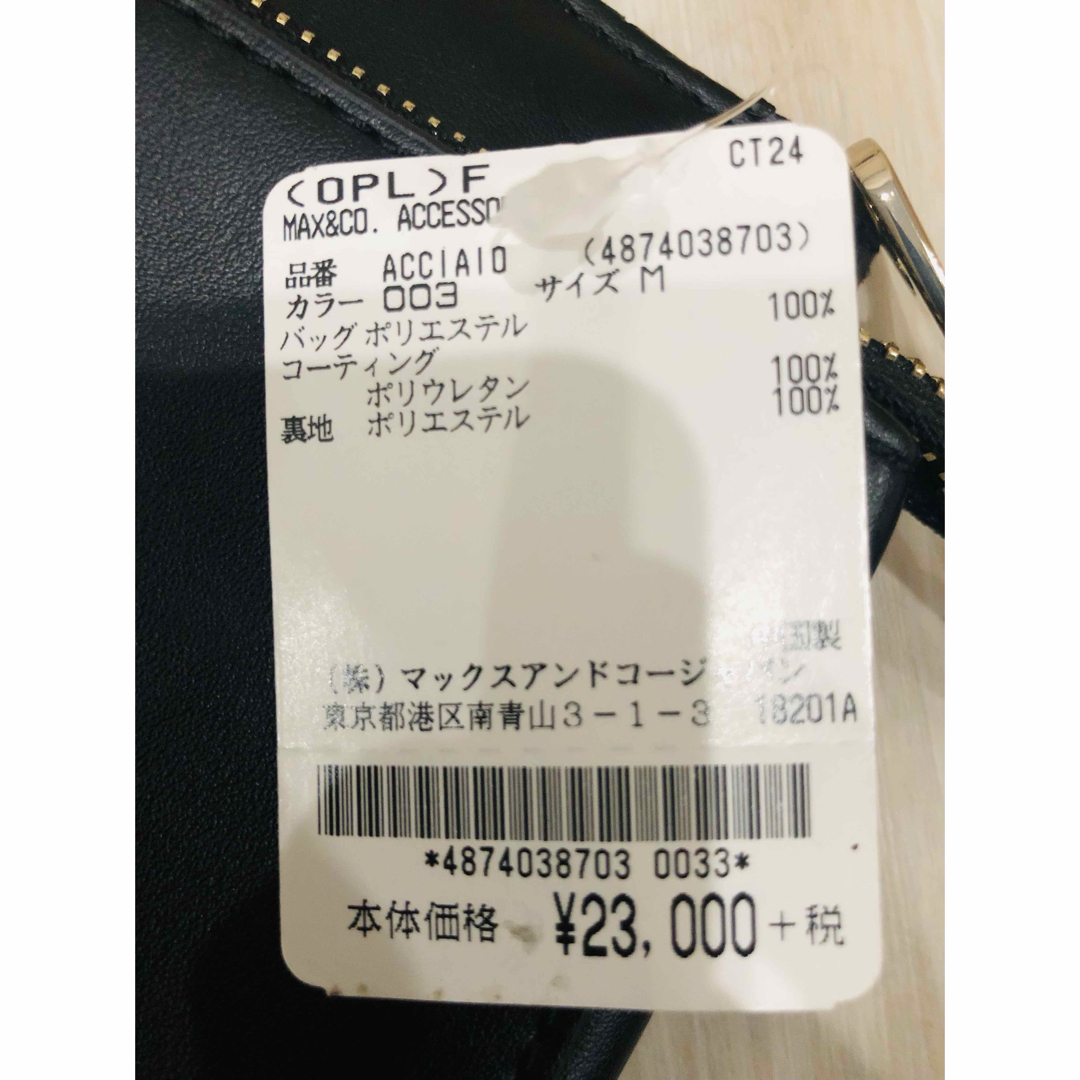 CT24
(OPL)F
MAX&CO.
品番 ACCIAIO (4874038703)
カラー 003 サイズ M
バッグ ポリエステル 100%
コーティング
ポリウレタン 100%
裏地 ポリエステル 100%
国製
(株)マックスアンドコージ
東京都港区南青山3-1-3 18201A
*4874038703 0033*
本体価格 ¥23,000+税